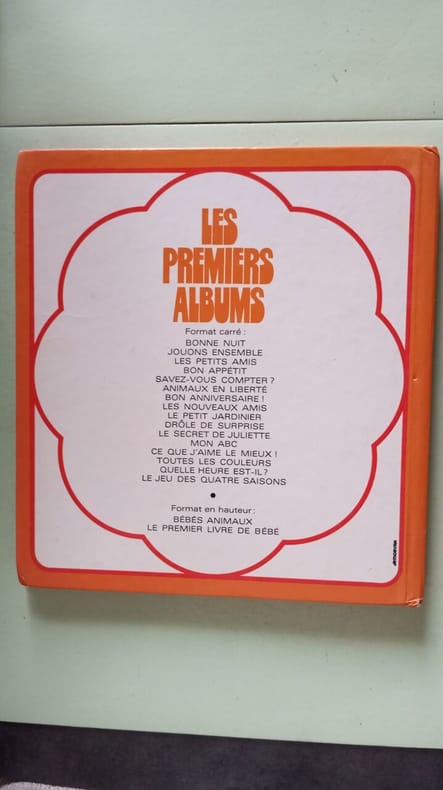 LES
PREMIERS
ALBUMS
Format carré :
BONNE NUIT
JOUONS ENSEMBLE
LES PETITS AMIS
BON APPÉTIT
SAVEZ-VOUS COMPTER ?
ANIMAUX EN LIBERTÉ
BON ANNIVERSAIRE !
LES NOUVEAUX AMIS
LE PETIT JARDINIER
DRÔLE DE SURPRISE
LE SECRET DE JULIETTE
MON ABC
CE QUE J'AIME LE MIEUX !
TOUTES LES COULEURS
QUELLE HEURE EST-IL ?
LE JEU DES QUATRE SAISONS
Format en hauteur :
BÉBÉS ANIMAUX
LE PREMIER LIVRE DE BÉBÉ